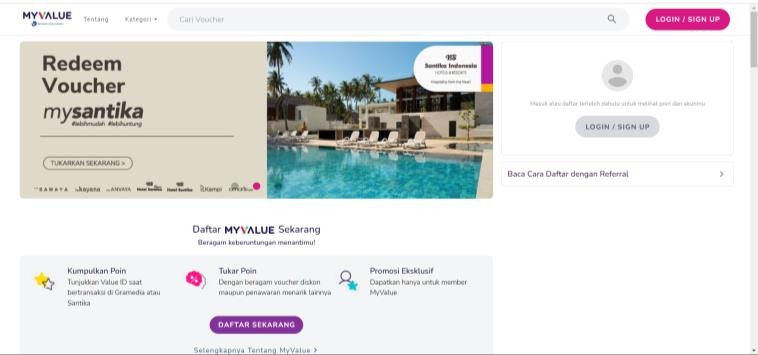 MYVALUE
Tentang
Kategori
Cari Voucher
LOGIN / SIGN UP
Redeem
Voucher
mysantika
#lebihmudah #lebihuntung
TUKARKAN SEKARANG >
Santika Indonesia
HOTELS & RESORTS
Hospitality from the Heart
SAMAYA
kayana
THE ANVAYA
Hotel Santika
Hotel Santika
Kampi
amaris
Masuk atau daftar terlebih dahulu untuk melihat poin dan akunmu
LOGIN / SIGN UP
Baca Cara Daftar dengan Referral
Daftar MYVALUE Sekarang
Beragam keberuntungan menantimu!
Kumpulkan Poin
Tunjukkan Value ID saat
bertransaksi di Gramedia atau
Santika
Tukar Poin
Dengan beragam voucher diskon
maupun penawaran menarik lainnya
Promosi Eksklusif
Dapatkan hanya untuk member
MyValue
DAFTAR SEKARANG
Selengkapnya Tentang MyValue >